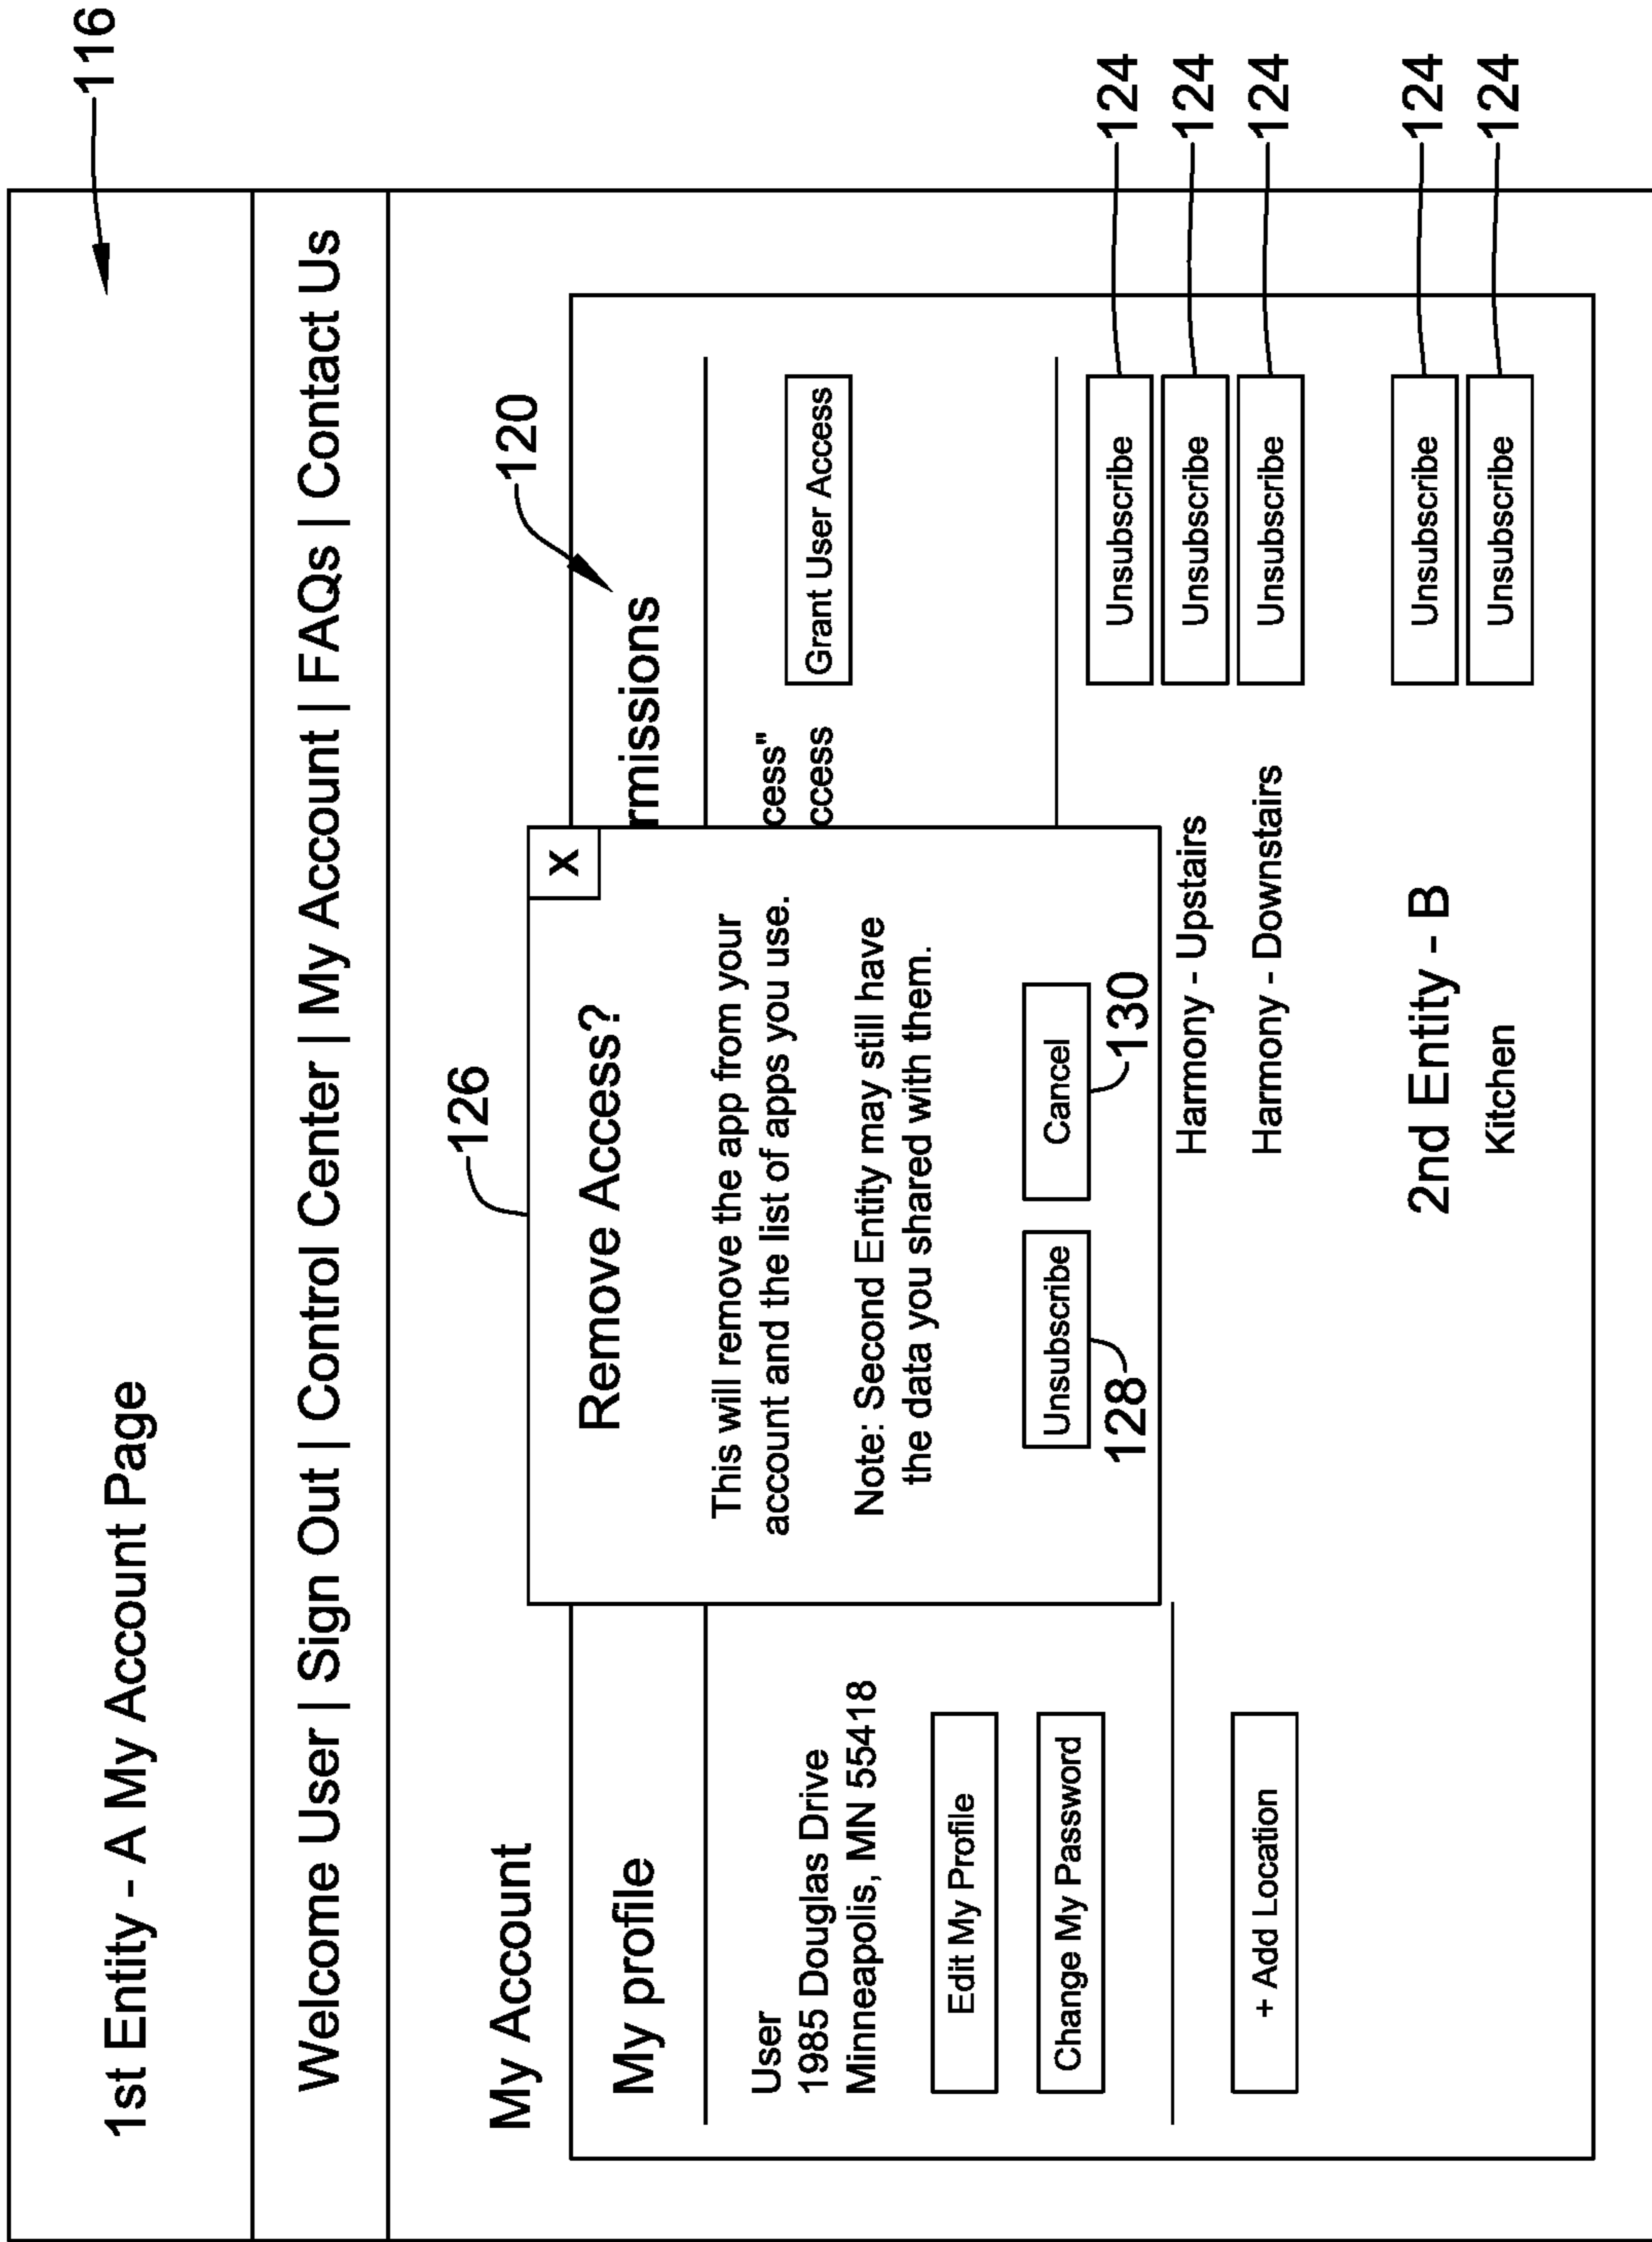 116
1st Entity - A My Account Page
Welcome User | Sign Out | Control Center | My Account | FAQs | Contact Us
My Account
126
120
My profile
rmissions
X
Remove Access?
This will remove the app from your
account and the list of apps you use.
Note: Second Entity may still have
the data you shared with them.
Unsubscribe
Cancel
128
130
User
1985 Douglas Drive
Minneapolis, MN 55418
Edit My Profile
Change My Password
+ Add Location
cess"
ccess
Grant User Access
Unsubscribe
124
Harmony - Upstairs
Unsubscribe
124
Harmony - Downstairs
Unsubscribe
124
2nd Entity - B
Unsubscribe
124
Kitchen
Unsubscribe
124